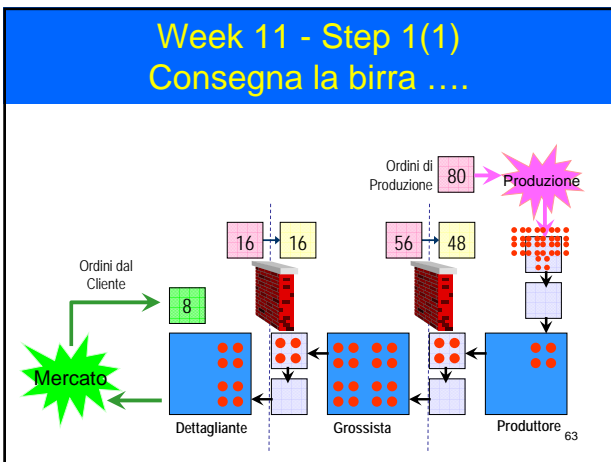 Week 11 - Step 1(1)
Consegna la birra ….
Ordini di
Produzione
80
Produzione
16
16
56
48
Ordini dal
Cliente
8
Mercato
Dettagliante
Grossista
Produttore
63